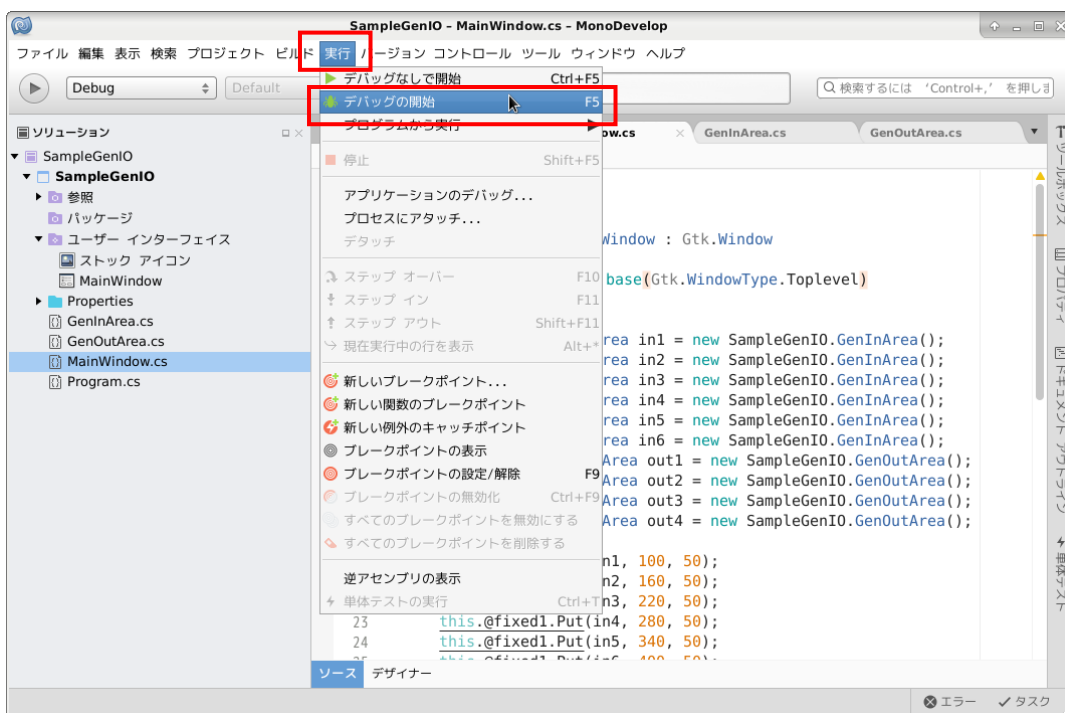 SampleGenIO - MainWindow.cs - MonoDevelop
ファイル 編集 表示 検索 プロジェクト ビルド 実行 バージョン コントロール ツール ウィンドウ ヘルプ
Debug
Default
検索するには 'Control+,' を押しま
デバッグなしで開始 Ctrl+F5
デバッグの開始 F5
プログラムから実行
停止 Shift+F5
アプリケーションのデバッグ...
プロセスにアタッチ...
デタッチ
ステップ オーバー F10
ステップ イン F11
ステップ アウト Shift+F11
現在実行中の行を表示 Alt+*
新しいブレークポイント...
新しい関数のブレークポイント
新しい例外のキャッチポイント
ブレークポイントの表示
ブレークポイントの設定/解除 F9
ブレークポイントの無効化 Ctrl+F9
すべてのブレークポイントを無効にする
すべてのブレークポイントを削除する
逆アセンブリの表示
単体テストの実行 Ctrl+T
ソリューション
SampleGenIO
SampleGenIO
参照
パッケージ
ユーザー インターフェイス
ストック アイコン
MainWindow
Properties
GenInArea.cs
GenOutArea.cs
MainWindow.cs
Program.cs
ow.cs
GenInArea.cs
GenOutArea.cs
Window : Gtk.Window
base(Gtk.WindowType.Toplevel)
rea in1 = new SampleGenIO.GenInArea();
rea in2 = new SampleGenIO.GenInArea();
rea in3 = new SampleGenIO.GenInArea();
rea in4 = new SampleGenIO.GenInArea();
rea in5 = new SampleGenIO.GenInArea();
rea in6 = new SampleGenIO.GenInArea();
Area out1 = new SampleGenIO.GenOutArea();
Area out2 = new SampleGenIO.GenOutArea();
Area out3 = new SampleGenIO.GenOutArea();
Area out4 = new SampleGenIO.GenOutArea();
n1, 100, 50);
n2, 160, 50);
n3, 220, 50);
23 this.@fixed1.Put(in4, 280, 50);
24 this.@fixed1.Put(in5, 340, 50);
ソース デザイナー
ツールボックス
プロパティ
ドキュメント アウトライン
単体テスト
エラー タスク